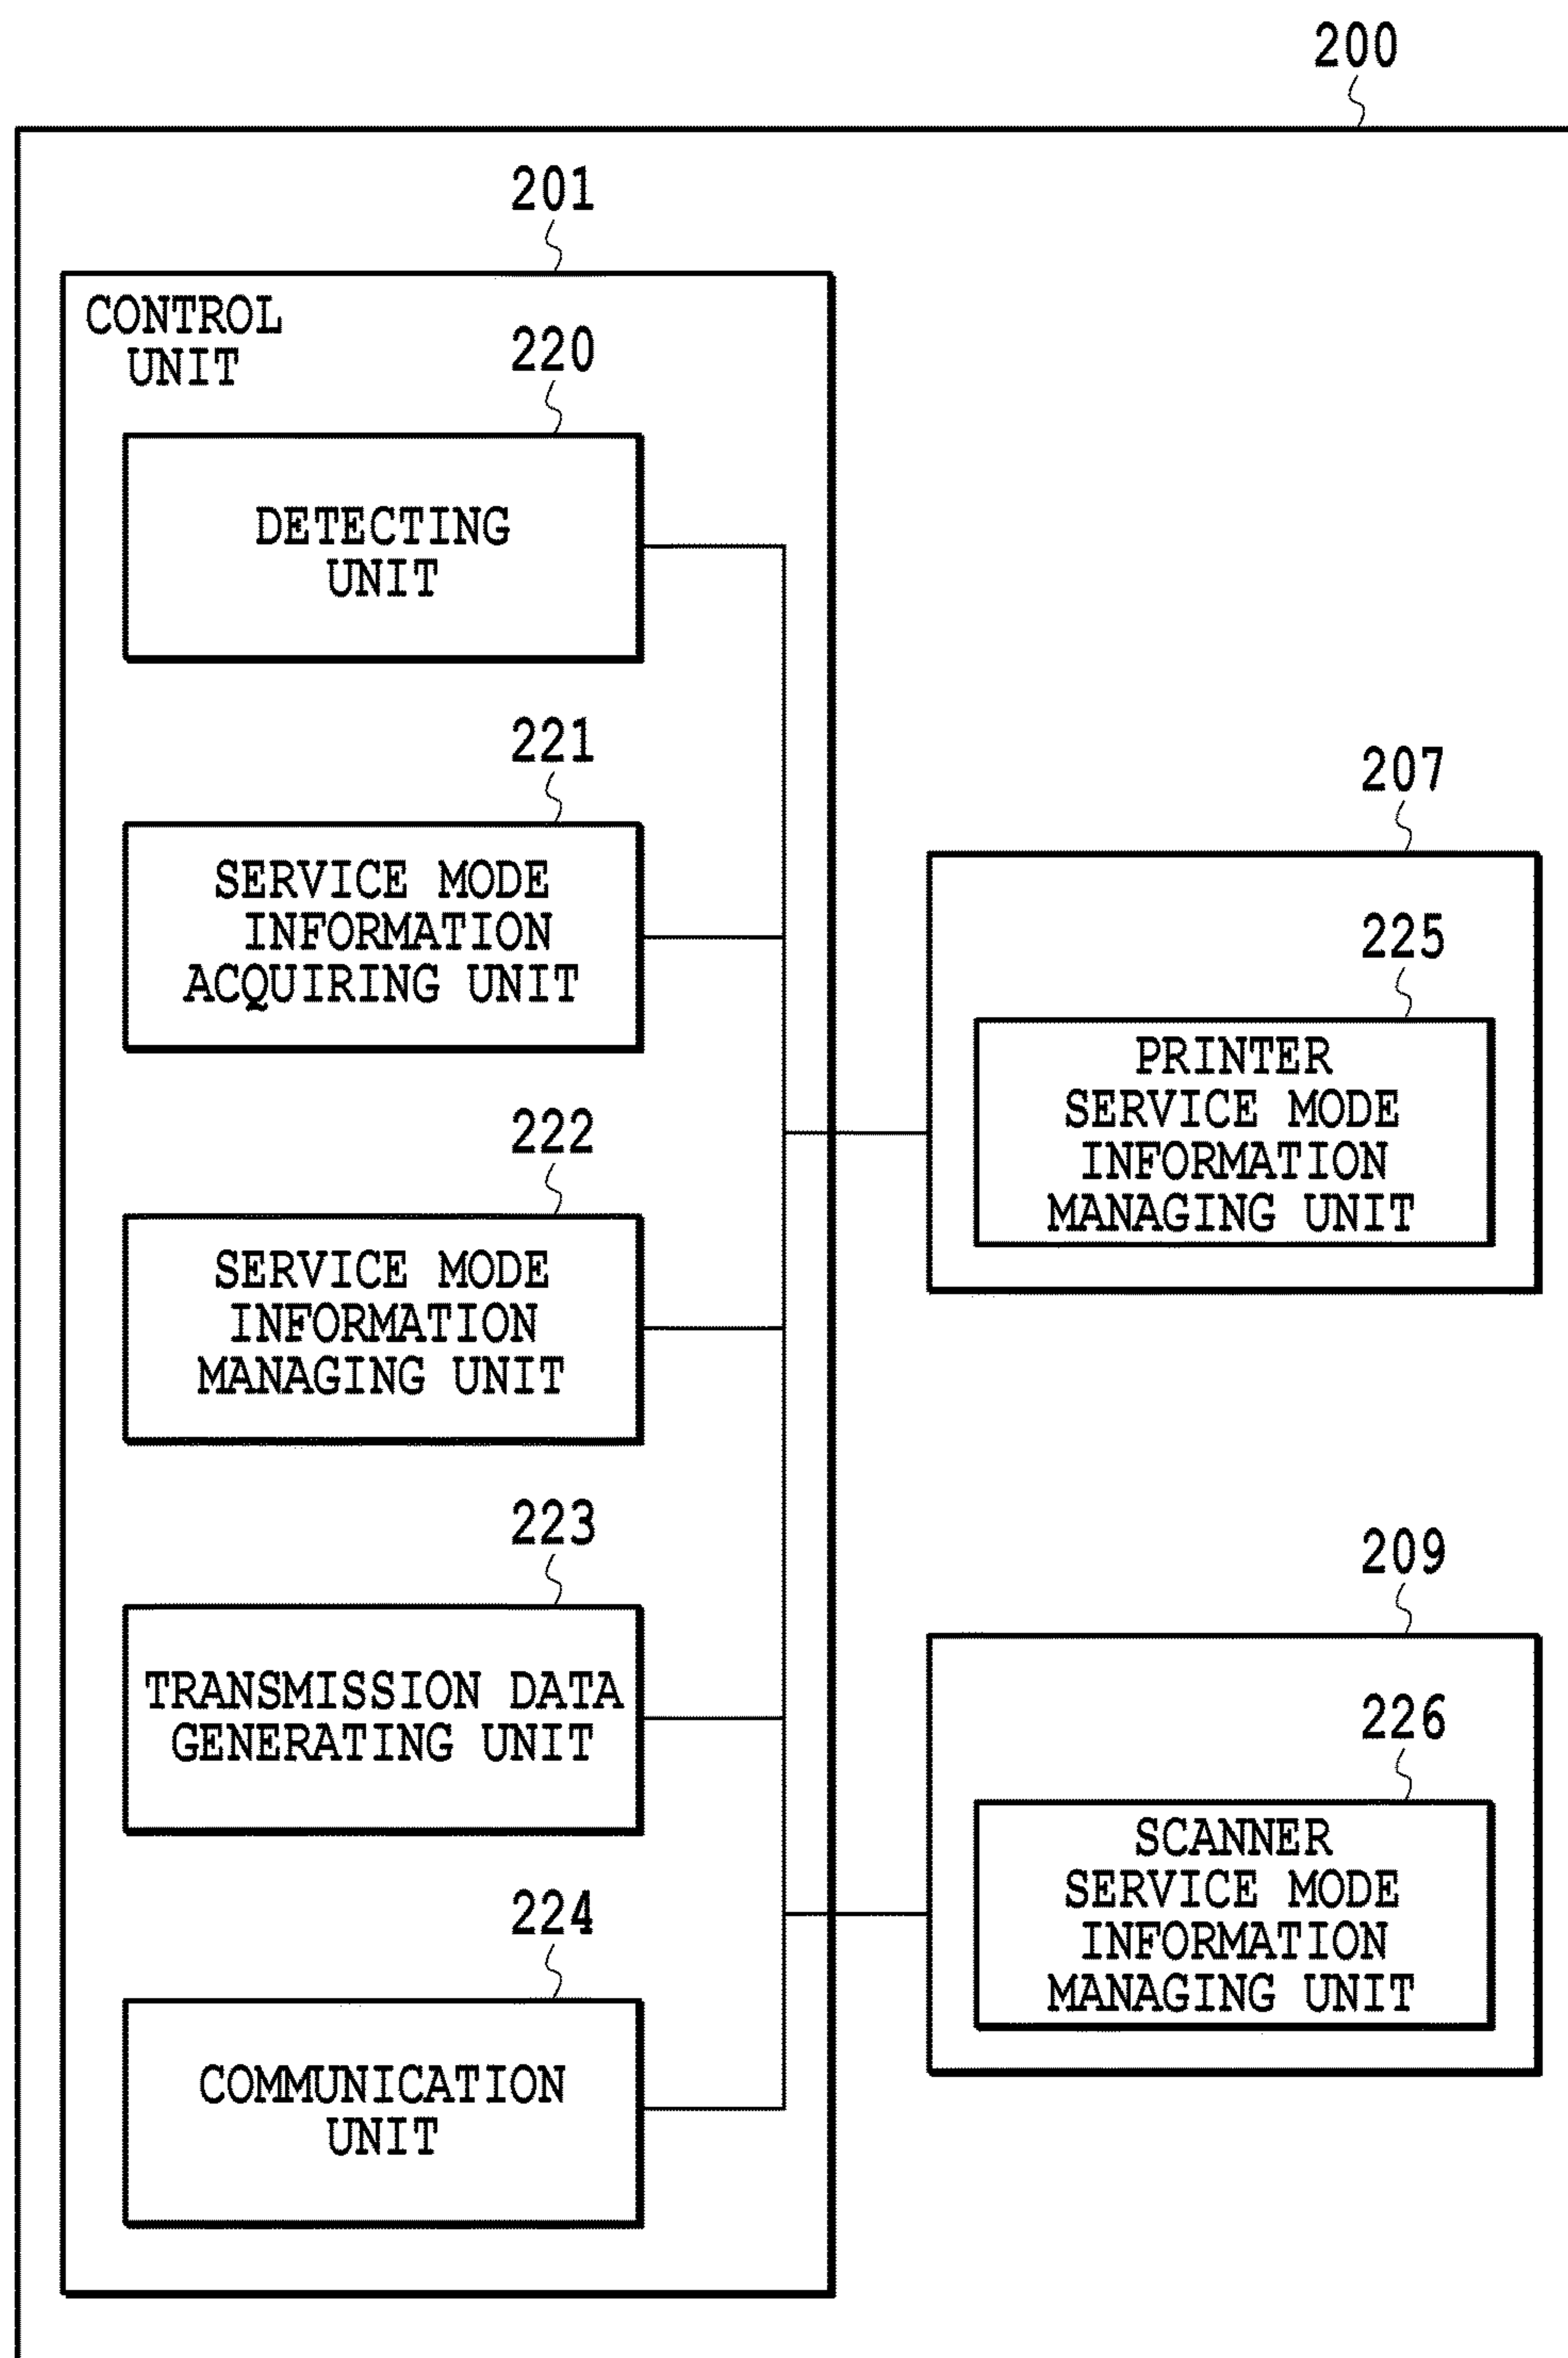 200
201
CONTROL
UNIT
220
DETECTING
UNIT
221
SERVICE MODE
INFORMATION
ACQUIRING UNIT
222
SERVICE MODE
INFORMATION
MANAGING UNIT
223
TRANSMISSION DATA
GENERATING UNIT
224
COMMUNICATION
UNIT
207
225
PRINTER
SERVICE MODE
INFORMATION
MANAGING UNIT
209
226
SCANNER
SERVICE MODE
INFORMATION
MANAGING UNIT